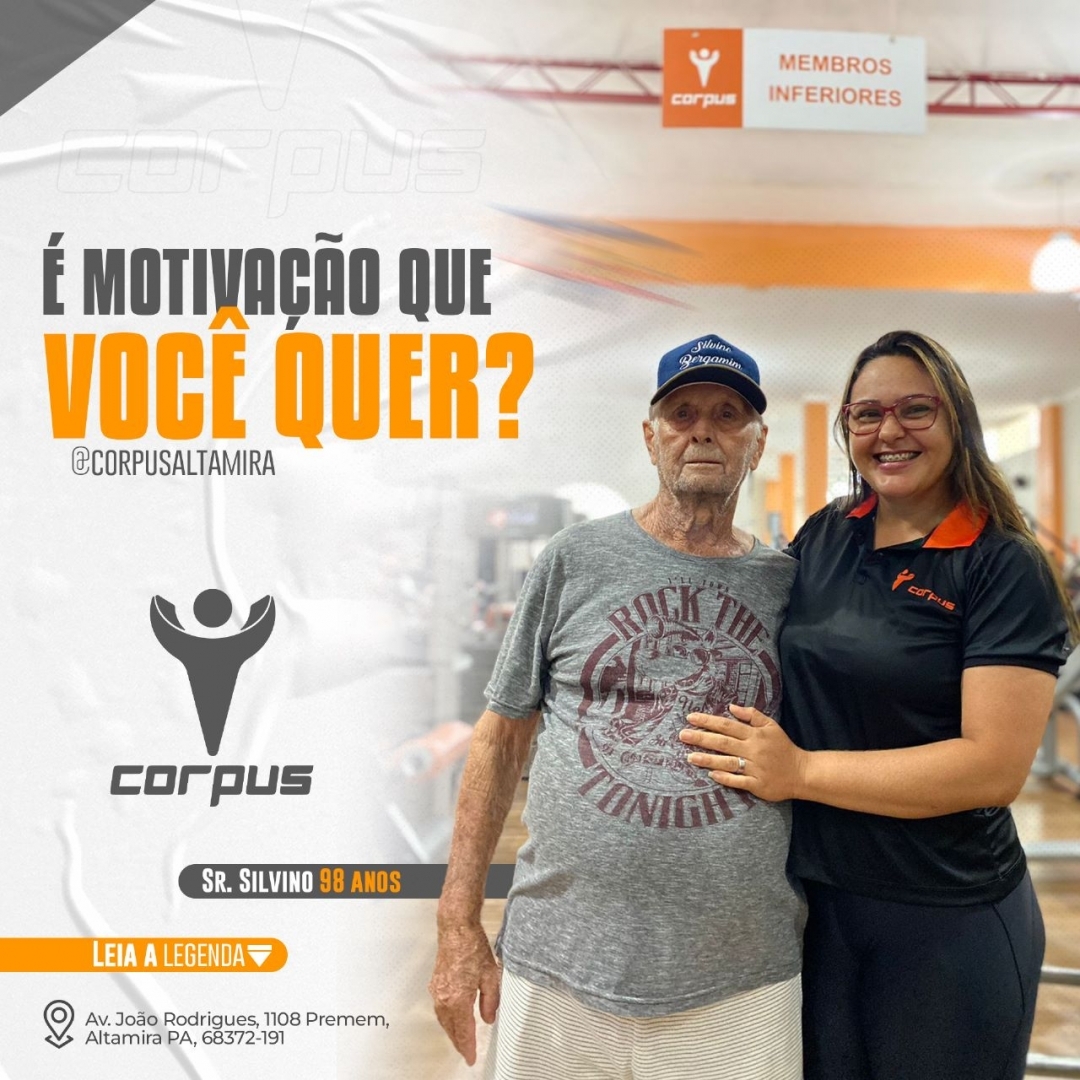 corpus
corpus
MEMBROS
INFERIORES
É MOTIVAÇÃO QUE
VOCÊ QUER?
@CORPUSALTAMIRA
Silvino
Bergamim
corpus
ROCK THE
TONIGHT
corpus
SR. SILVINO 98 ANOS
LEIA A LEGENDA
Av. João Rodrigues, 1108 Premem,
Altamira PA, 68372-191